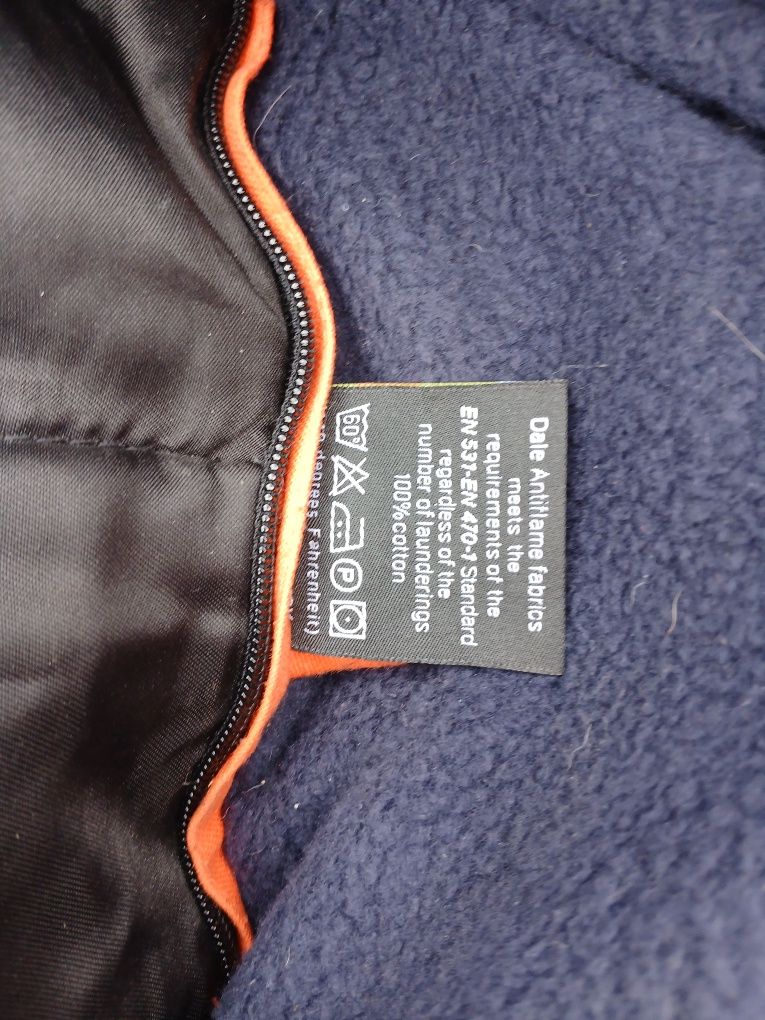 Dale Antiflame fabrics
meets the
requirements of the
EN 531-EN 470-1 Standard
regardless of the
number of launderings
100% cotton
60°
P
degrees Fahrenheit)